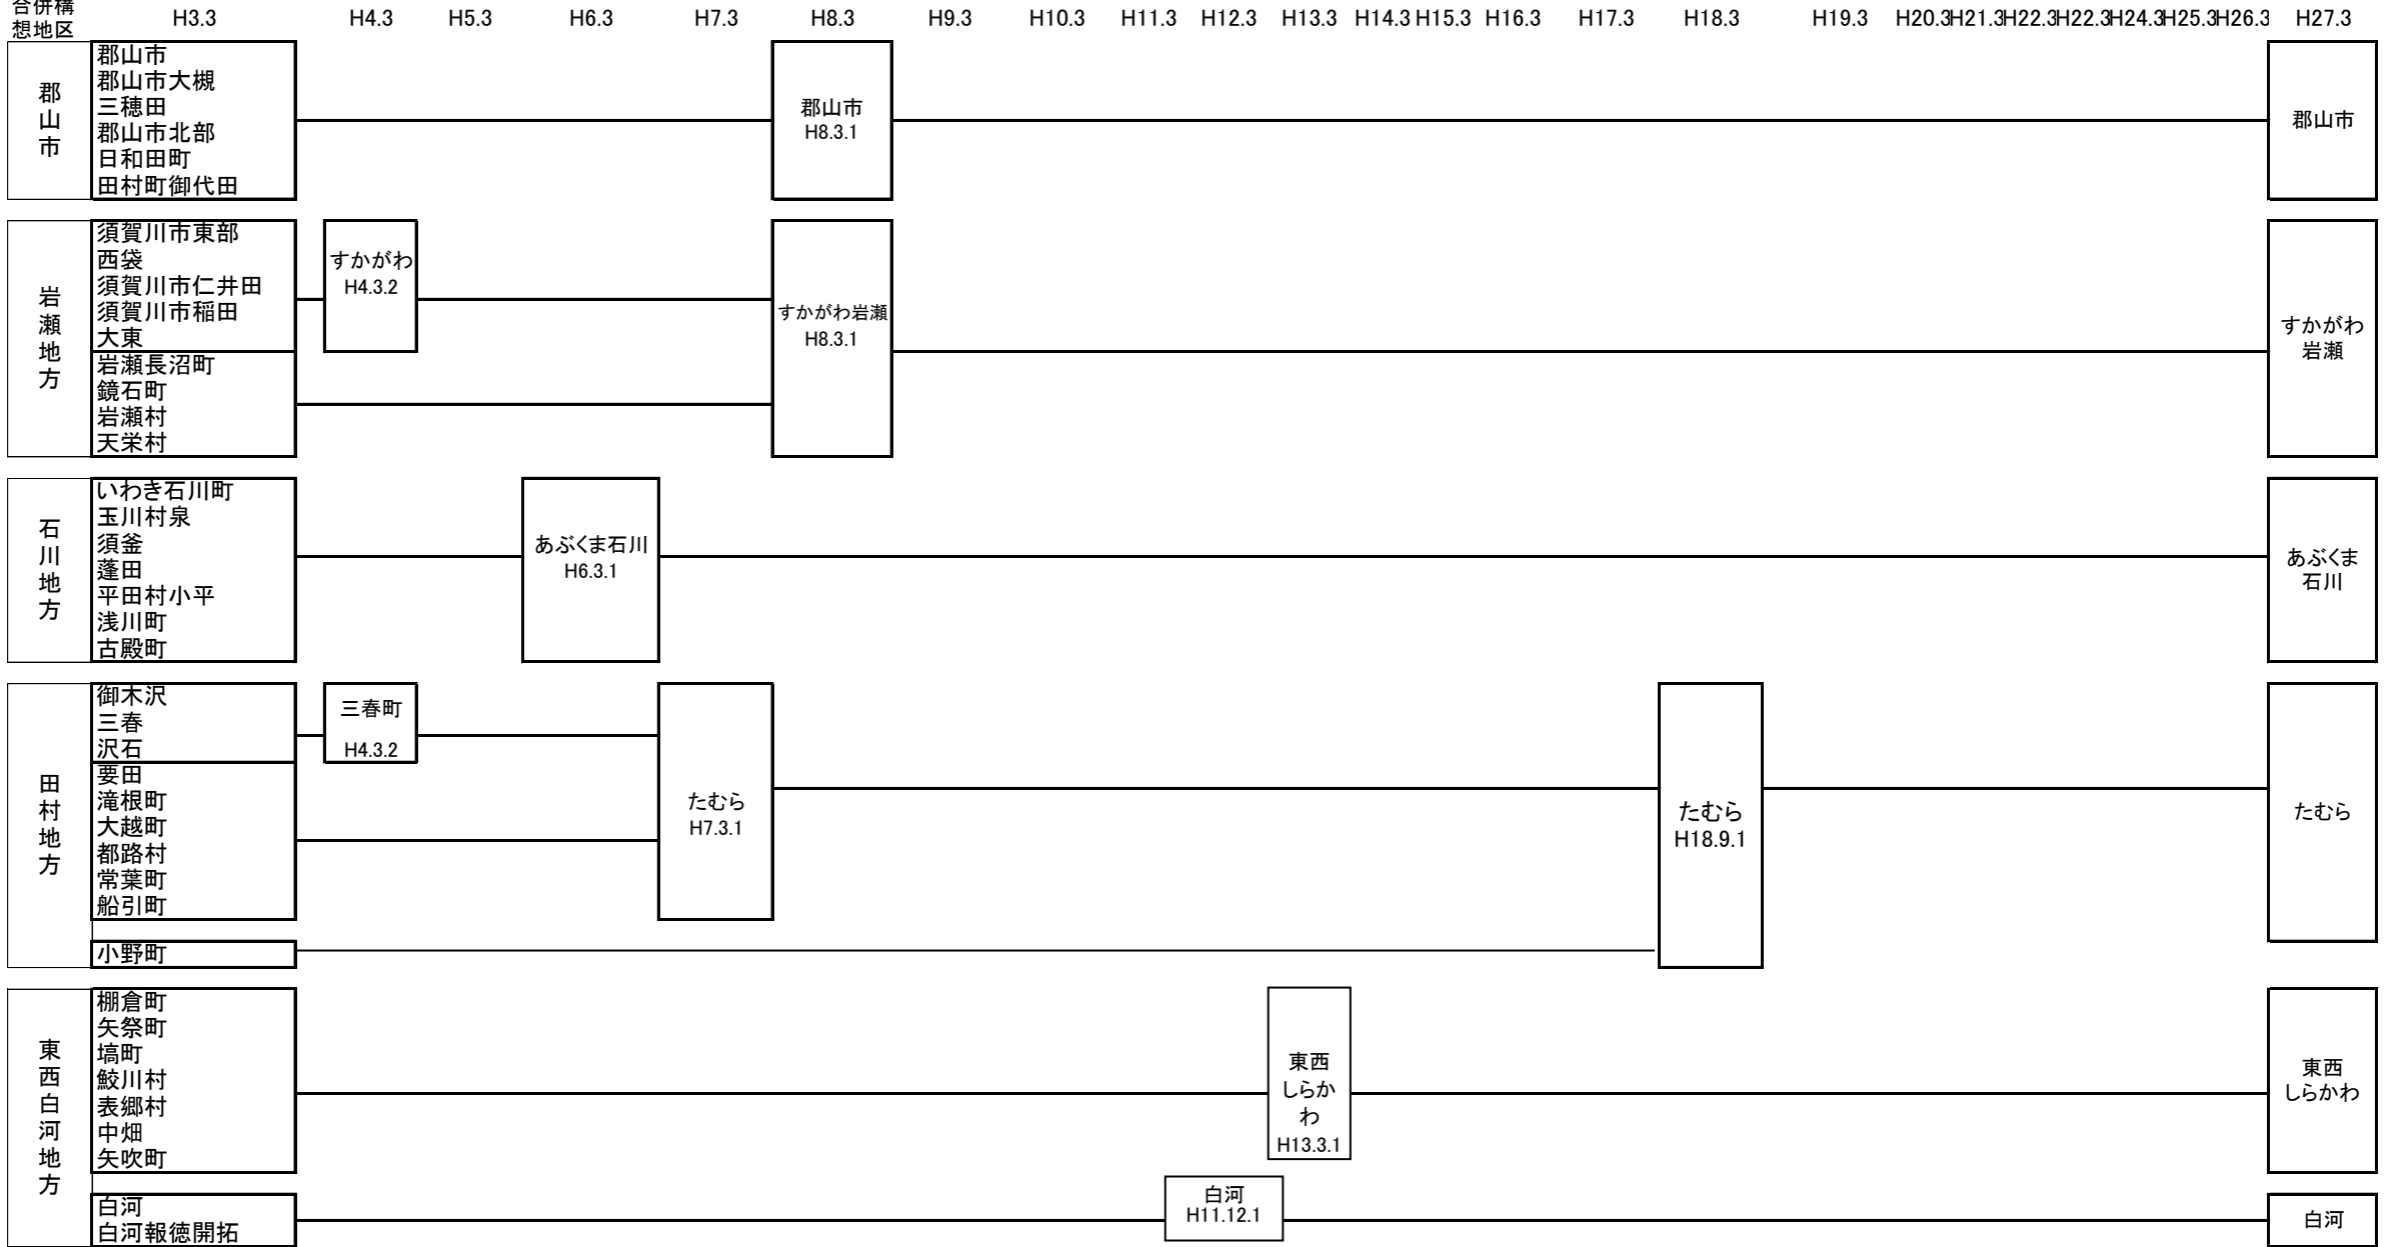 合併構
想地区
H3.3 H4.3 H5.3 H6.3 H7.3 H8.3 H9.3 H10.3 H11.3 H12.3 H13.3 H14.3 H15.3 H16.3 H17.3 H18.3 H19.3 H20.3 H21.3 H22.3 H22.3 H24.3 H25.3 H26.3 H27.3
郡山市
郡山市
郡山市大槻
三穂田
郡山市北部
日和田町
田村町御代田
郡山市
H8.3.1
郡山市
岩瀬地方
須賀川市東部
西袋
須賀川市仁井田
須賀川市稲田
大東
岩瀬長沼町
鏡石町
岩瀬村
天栄村
すかがわ
H4.3.2
すかがわ岩瀬
H8.3.1
すかがわ
岩瀬
石川地方
いわき石川町
玉川村泉
須釜
蓬田
平田村小平
浅川町
古殿町
あぶくま石川
H6.3.1
あぶくま
石川
田村地方
御木沢
三春
沢石
要田
滝根町
大越町
都路村
常葉町
船引町
小野町
三春町
H4.3.2
たむら
H7.3.1
たむら
H18.9.1
たむら
東西白河地方
棚倉町
矢祭町
塙町
鮫川村
表郷村
中畑
矢吹町
白河
白河報徳開拓
東西
しらか
わ
H13.3.1
白河
H11.12.1
東西
しらかわ
白河